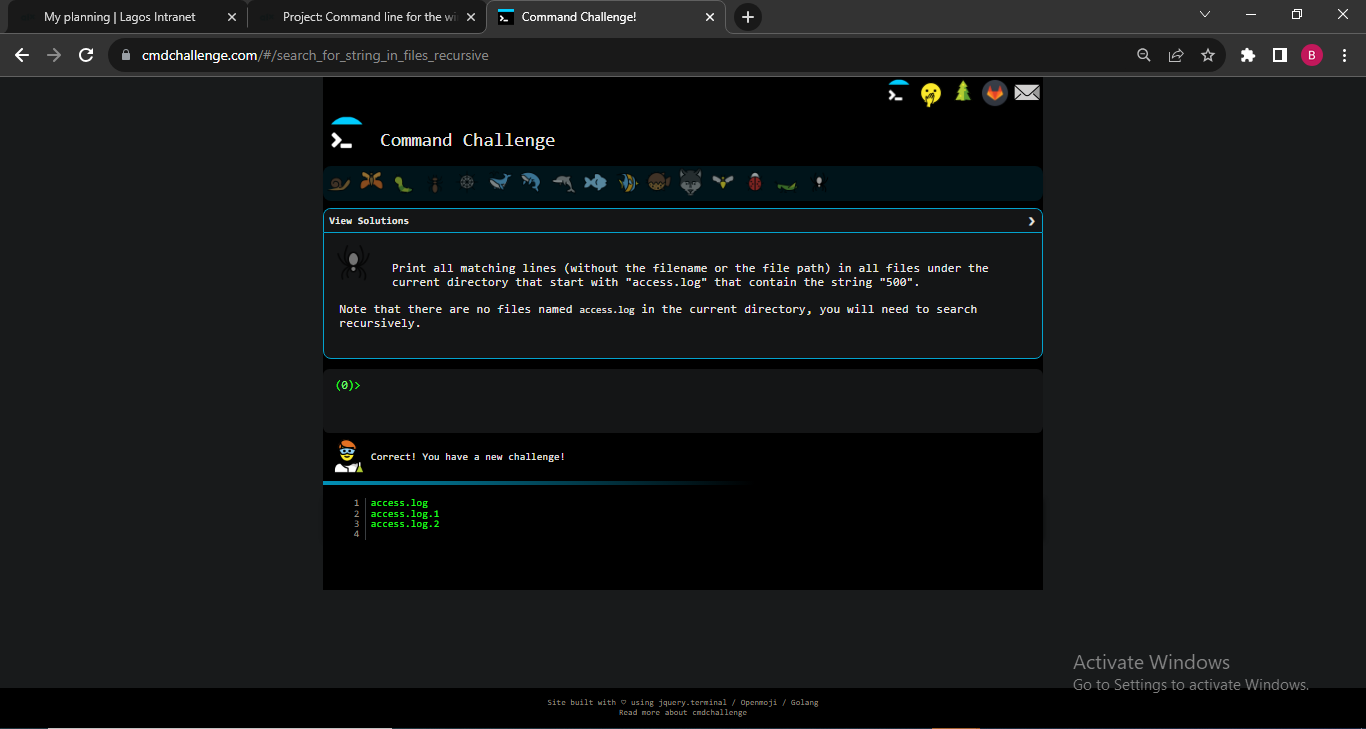 My planning | Lagos Intranet
Project: Command line for the wi
Command Challenge!
cmdchallenge.com/#/search_for_string_in_files_recursive
B
Command Challenge
View Solutions
Print all matching lines (without the filename or the file path) in all files under the
current directory that start with "access.log" that contain the string "500".
Note that there are no files named access.log in the current directory, you will need to search
recursively.
(0)>
Correct! You have a new challenge!
1 access.log
2 access.log.1
3 access.log.2
4
Activate Windows
Go to Settings to activate Windows.
Site built with ♡ using jquery.terminal / Openmoji / Golang
Read more about cmdchallenge